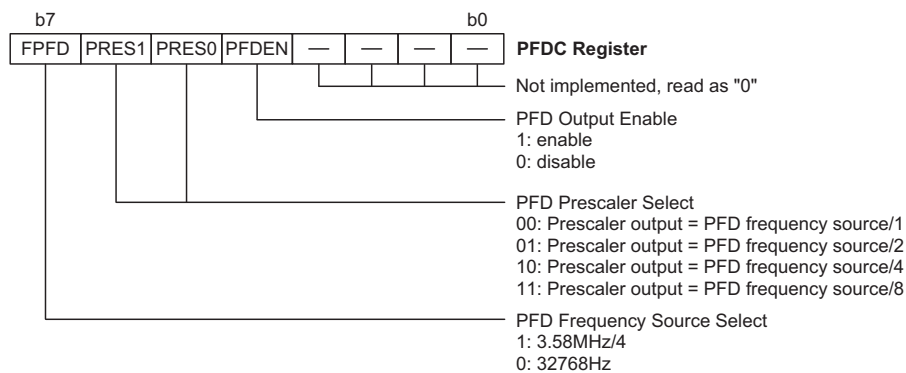 b7 b0
FPFD PRES1 PRES0 PFDEN — — — — PFDC Register
Not implemented, read as "0"
PFD Output Enable
1: enable
0: disable
PFD Prescaler Select
00: Prescaler output = PFD frequency source/1
01: Prescaler output = PFD frequency source/2
10: Prescaler output = PFD frequency source/4
11: Prescaler output = PFD frequency source/8
PFD Frequency Source Select
1: 3.58MHz/4
0: 32768Hz